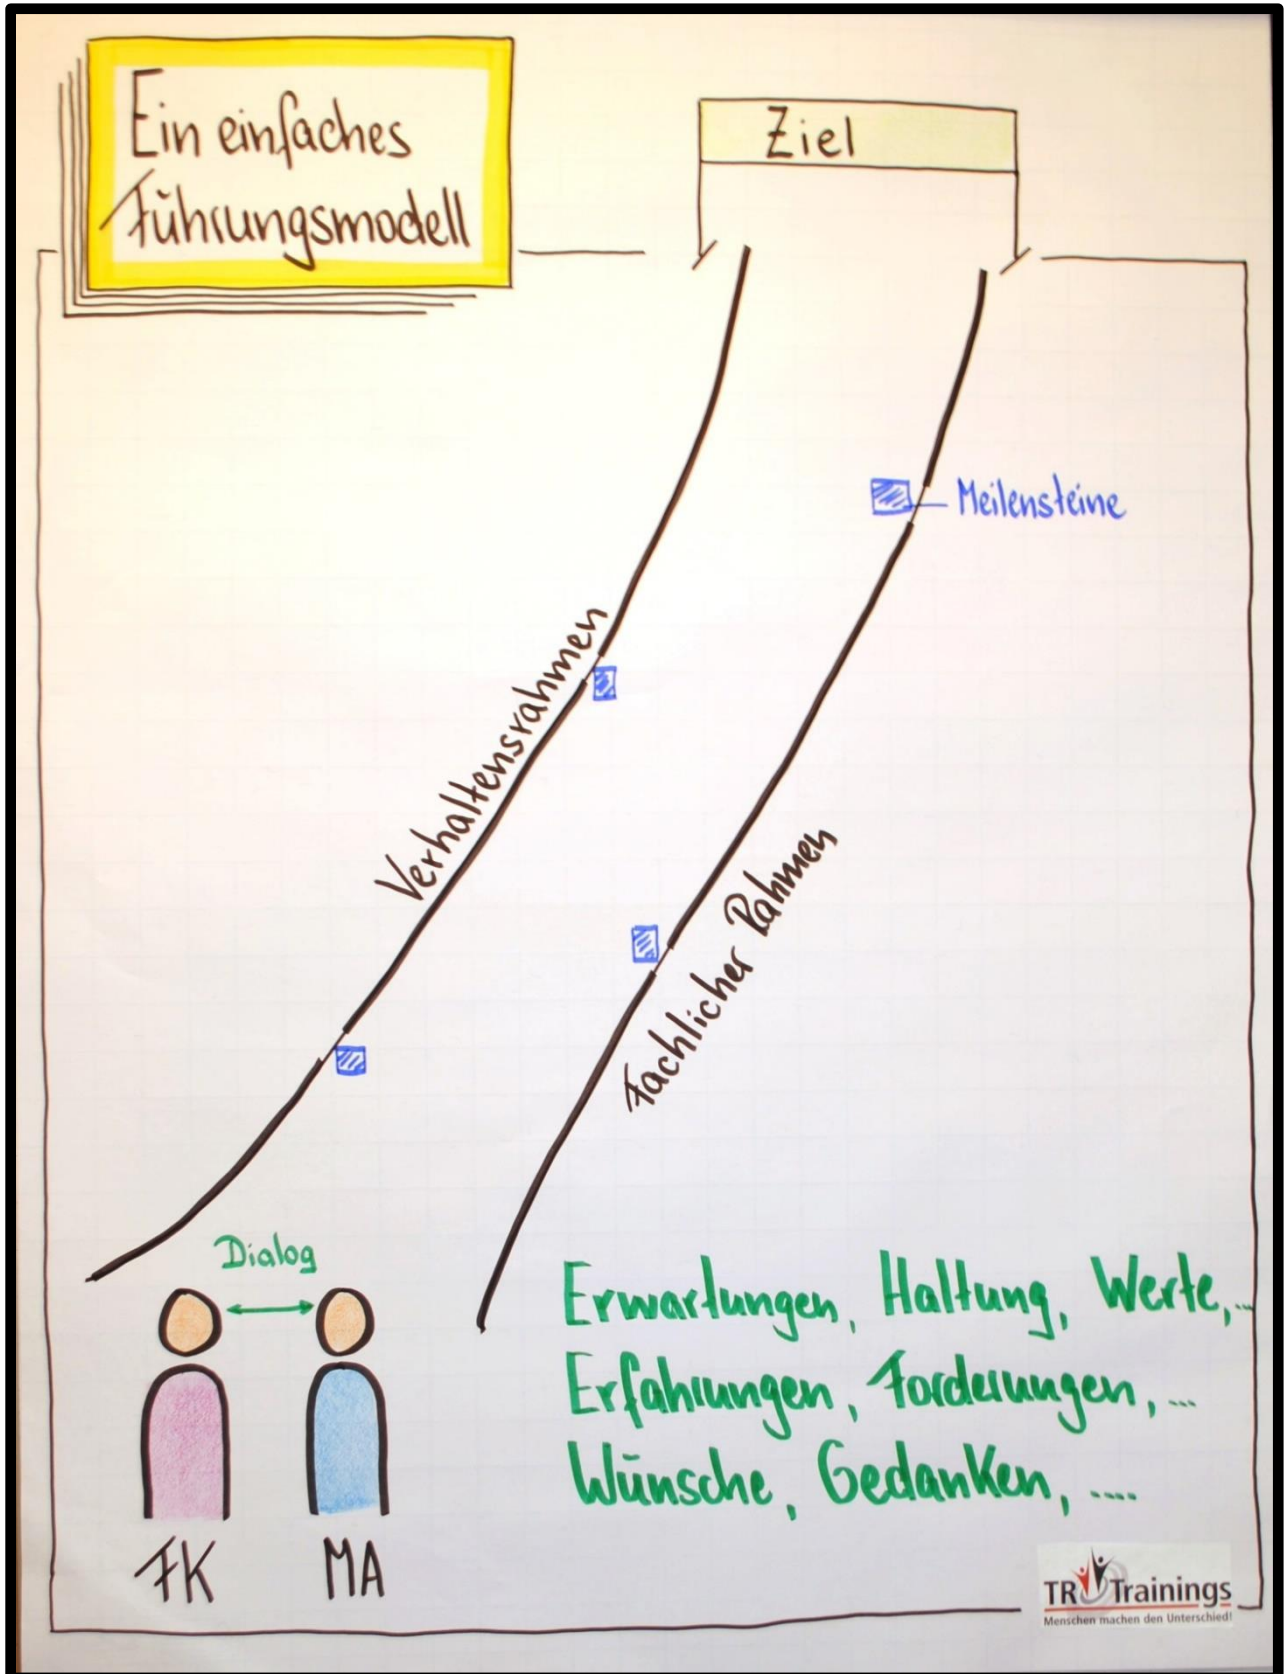 Ein einfaches
Führungsmodell
Ziel
Meilensteine
Verhaltensrahmen
Fachlicher Rahmen
Dialog
Erwartungen, Haltung, Werte,...
Erfahrungen, Forderungen, ...
Wünsche, Gedanken, ....
FK MA
TR Trainings
Menschen machen den Unterschied!